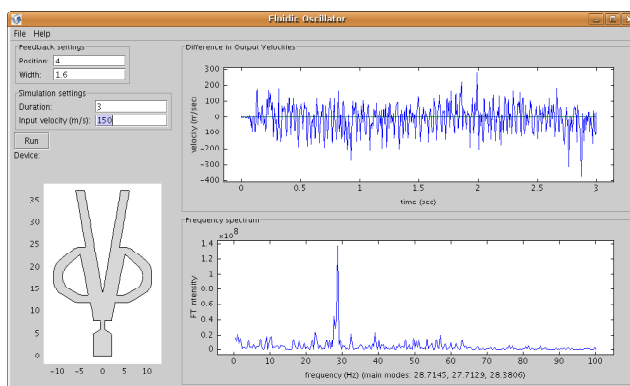 Fluidic Oscillator
File Help
Feedback settings
Position: 4
Width: 1.6
Simulation settings
Duration: 3
Input velocity (m/s): 150
Run
Device:
35
30
25
20
15
10
5
0
-10 -5 0 5 10
Difference in Output Velocities
300
200
100
0
-100
-200
-300
-400
Velocity (m/sec)
0 0.5 1 1.5 2 2.5 3
time (sec)
Frequency spectrum
×10^8
1.4
1.2
1
0.8
0.6
0.4
0.2
0.0
FT Intensity
0 10 20 30 40 50 60 70 80 90 100
frequency (Hz) (main modes: 28.7145, 27.7129, 28.3806)